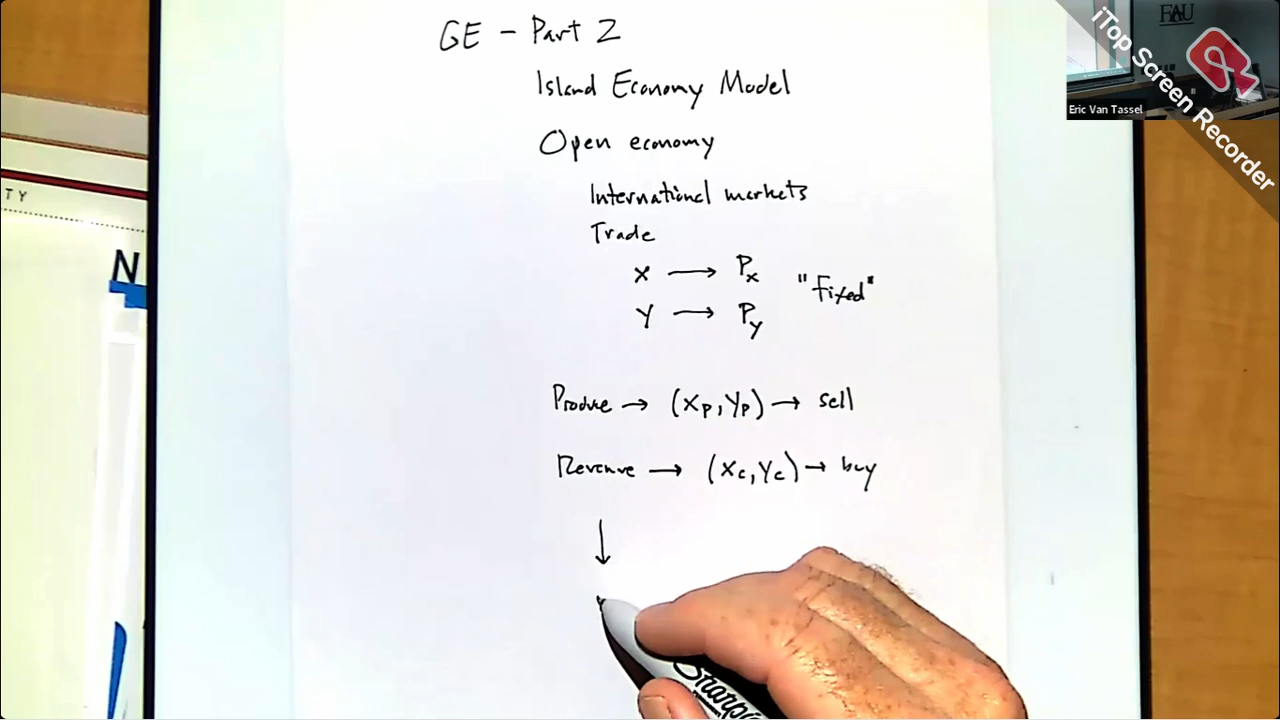 GE - Part 2
Island Economy Model
Open economy
International markets
Trade
X → Px "Fixed"
Y → Py
Produce → (Xp, Yp) → sell
Revenue → (Xc, Yc) → buy
↓
TY
N
FAU
Eric Van Tassel
iTop Screen Recorder
Sharpie